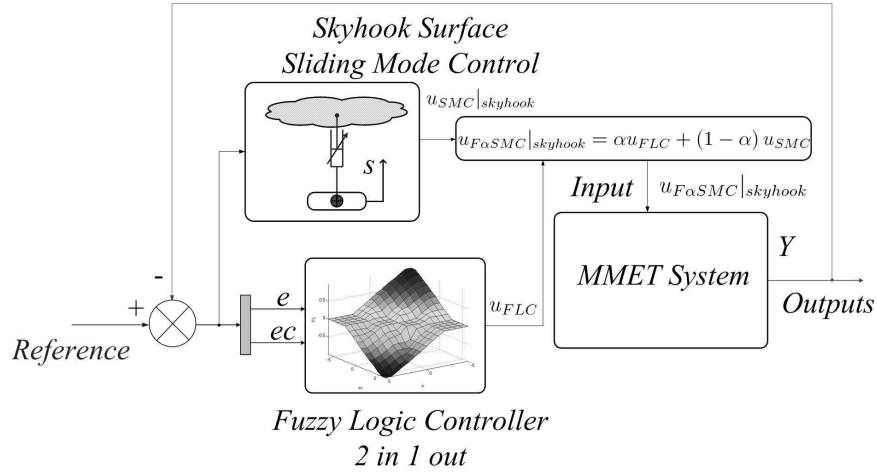 Skyhook Surface
Sliding Mode Control
u_{SMC}|_{skyhook}
u_{FαSMC}|_{skyhook} = αu_{FLC} + (1 − α) u_{SMC}
s
Input
u_{FαSMC}|_{skyhook}
-
+
Reference
e
ec
u_{FLC}
MMET System
Y
Outputs
Fuzzy Logic Controller
2 in 1 out